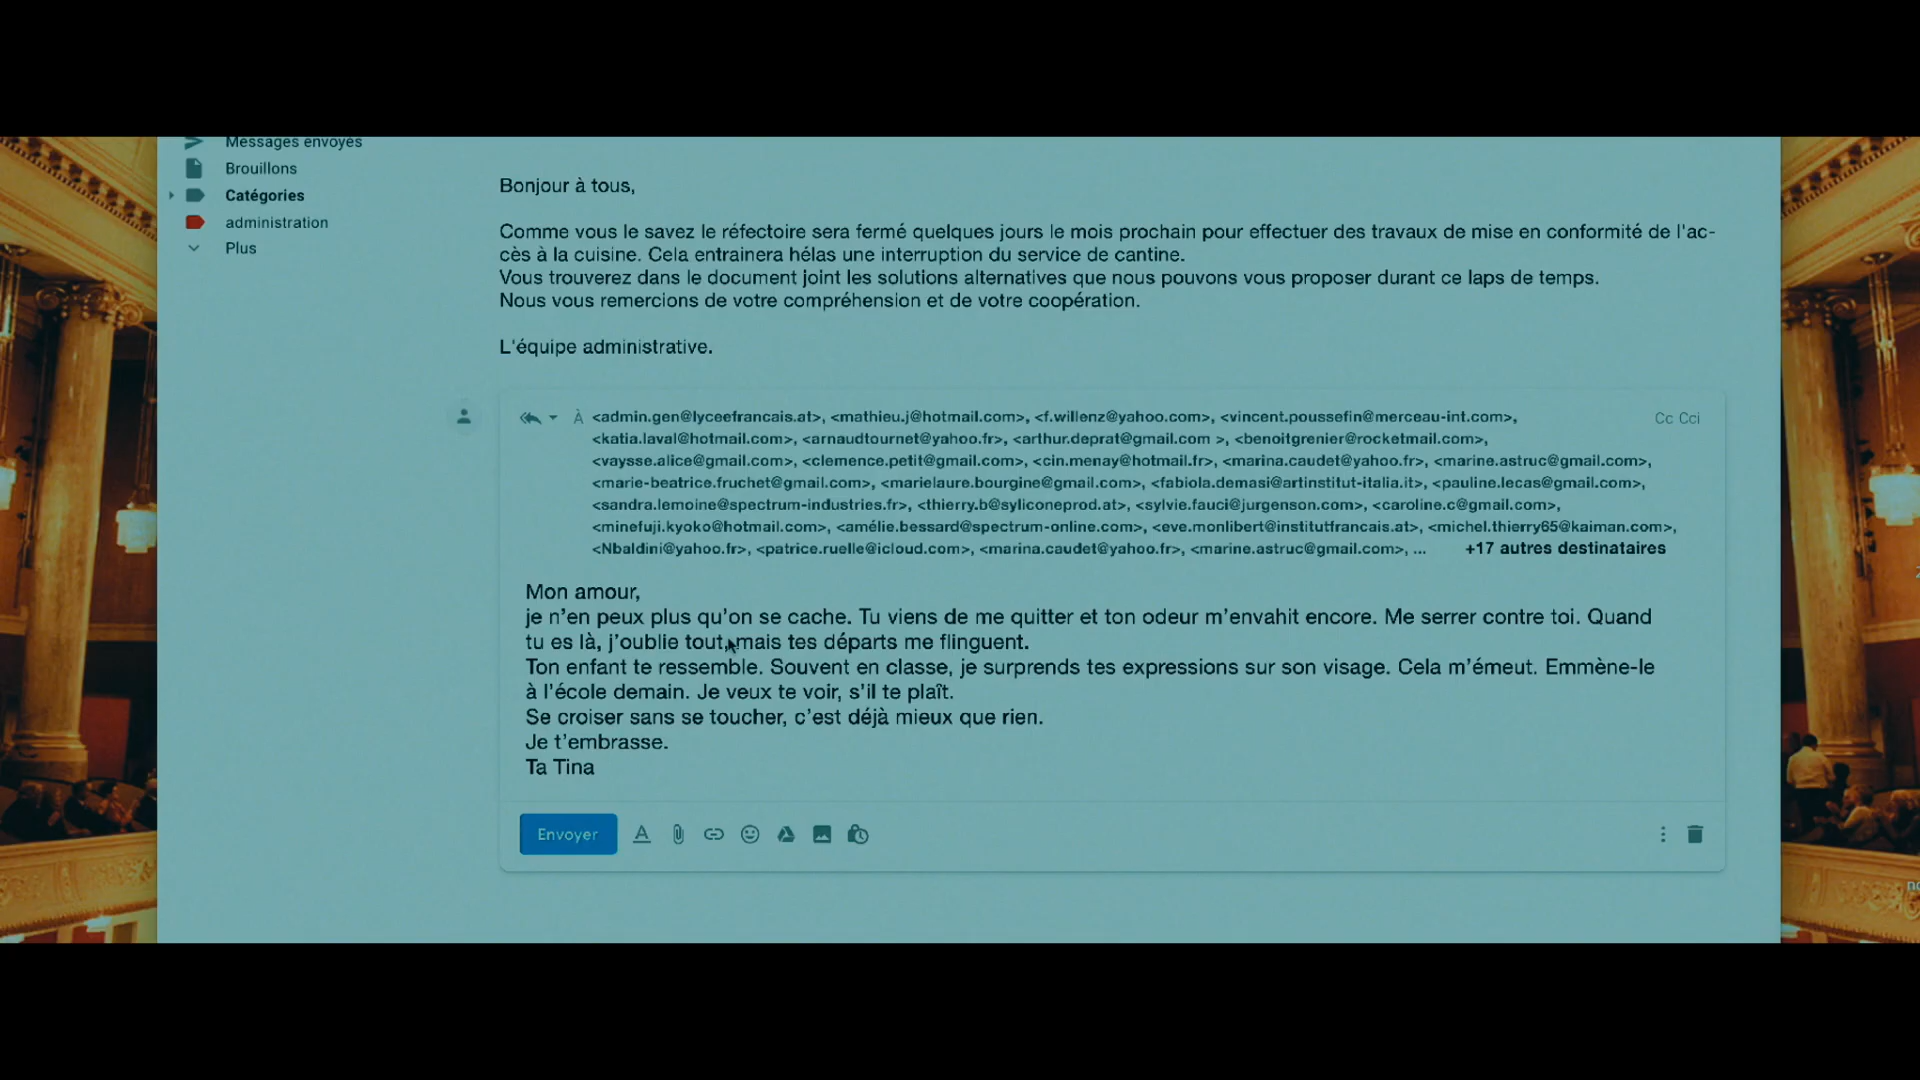 Messages envoyés
Brouillons
Catégories
administration
Plus
Bonjour à tous,
Comme vous le savez le réfectoire sera fermé quelques jours le mois prochain pour effectuer des travaux de mise en conformité de l'ac-
cès à la cuisine. Cela entrainera hélas une interruption du service de cantine.
Vous trouverez dans le document joint les solutions alternatives que nous pouvons vous proposer durant ce laps de temps.
Nous vous remercions de votre compréhension et de votre coopération.
L'équipe administrative.
À <admin.gen@lyceefrancais.at>, <mathieu.j@hotmail.com>, <f.willenz@yahoo.com>, <vincent.poussefin@merceau-int.com>, Cc Cci
<katia.laval@hotmail.com>, <arnaudtournet@yahoo.fr>, <arthur.deprat@gmail.com >, <benoitgrenier@rocketmail.com>,
<vaysse.alice@gmail.com>, <clemence.petit@gmail.com>, <cin.menay@hotmail.fr>, <marina.caudet@yahoo.fr>, <marine.astruc@gmail.com>,
<marie-beatrice.fruchet@gmail.com>, <marielaure.bourgine@gmail.com>, <fabiola.demasi@artinstitut-italia.it>, <pauline.lecas@gmail.com>,
<sandra.lemoine@spectrum-industries.fr>, <thierry.b@syliconeprod.at>, <sylvie.fauci@jurgenson.com>, <caroline.c@gmail.com>,
<minefuji.kyoko@hotmail.com>, <amélie.bessard@spectrum-online.com>, <eve.monlibert@institutfrancais.at>, <michel.thierry65@kaiman.com>,
<Nbaldini@yahoo.fr>, <patrice.ruelle@icloud.com>, <marina.caudet@yahoo.fr>, <marine.astruc@gmail.com>, ... +17 autres destinataires
Mon amour,
je n'en peux plus qu'on se cache. Tu viens de me quitter et ton odeur m'envahit encore. Me serrer contre toi. Quand
tu es là, j'oublie tout, mais tes départs me flinguent.
Ton enfant te ressemble. Souvent en classe, je surprends tes expressions sur son visage. Cela m'émeut. Emmène-le
à l'école demain. Je veux te voir, s'il te plaît.
Se croiser sans se toucher, c'est déjà mieux que rien.
Je t'embrasse.
Ta Tina
Envoyer